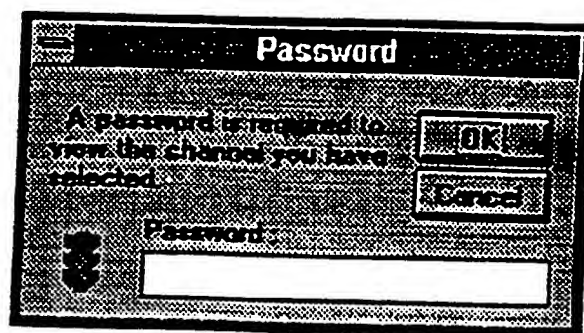 Password
A password is required to
view the channel you have
selected.
OK
Cancel
Password: